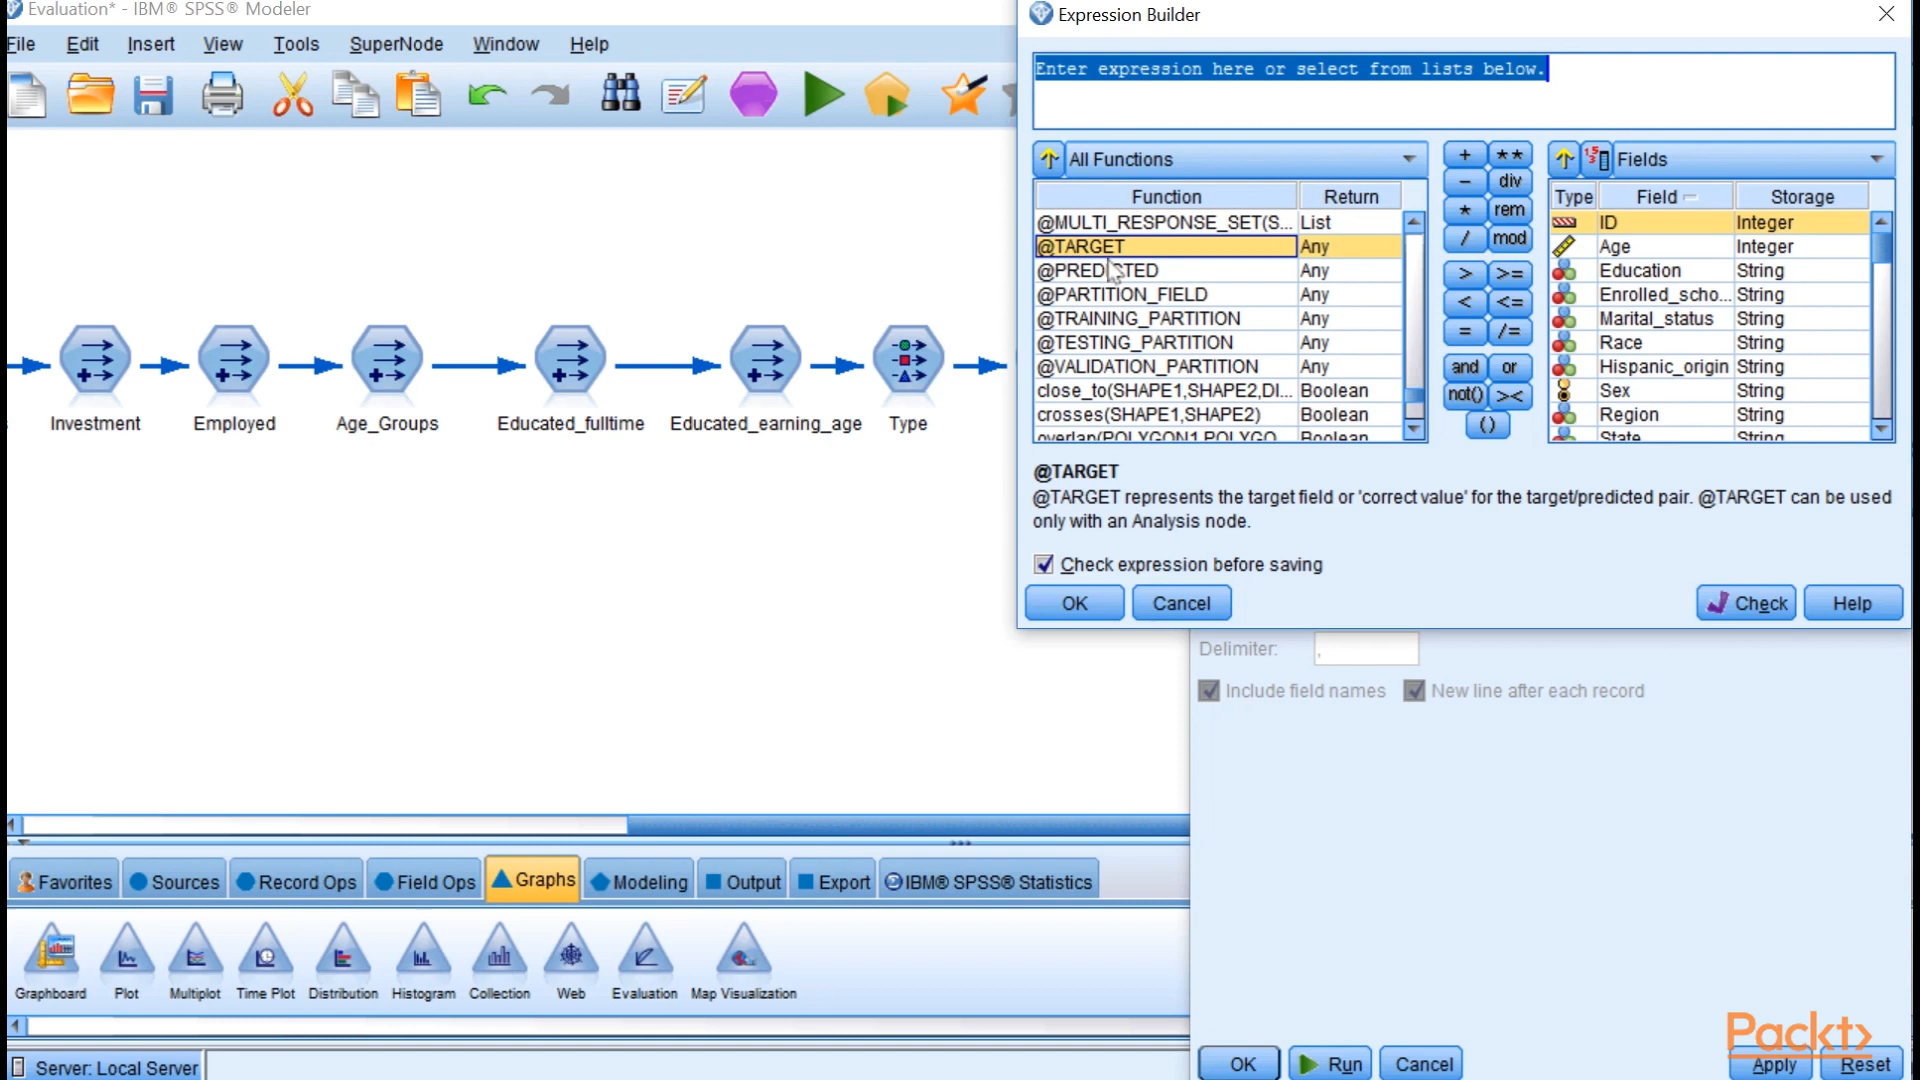 Evaluation* - IBM® SPSS® Modeler
File Edit Insert View Tools SuperNode Window Help
Investment Employed Age_Groups Educated_fulltime Educated_earning_age Type
Expression Builder
Enter expression here or select from lists below.
All Functions
Function Return
@MULTI_RESPONSE_SET(S... List
@TARGET Any
@PREDICTED Any
@PARTITION_FIELD Any
@TRAINING_PARTITION Any
@TESTING_PARTITION Any
@VALIDATION_PARTITION Any
close_to(SHAPE1,SHAPE2,DI... Boolean
crosses(SHAPE1,SHAPE2) Boolean
overlap(POLYGON1,POLYGO... Boolean
+ **
- div
* rem
/ mod
> >=
< <=
= /=
and or
not() ><
()
Fields
Type Field Storage
ID Integer
Age Integer
Education String
Enrolled_scho... String
Marital_status String
Race String
Hispanic_origin String
Sex String
Region String
State String
@TARGET
@TARGET represents the target field or 'correct value' for the target/predicted pair. @TARGET can be used
only with an Analysis node.
Check expression before saving
OK Cancel Check Help
Delimiter: ,
Include field names New line after each record
Favorites Sources Record Ops Field Ops Graphs Modeling Output Export IBM® SPSS® Statistics
Graphboard Plot Multiplot Time Plot Distribution Histogram Collection Web Evaluation Map Visualization
Server: Local Server
OK Run Cancel Apply Reset
Packt>